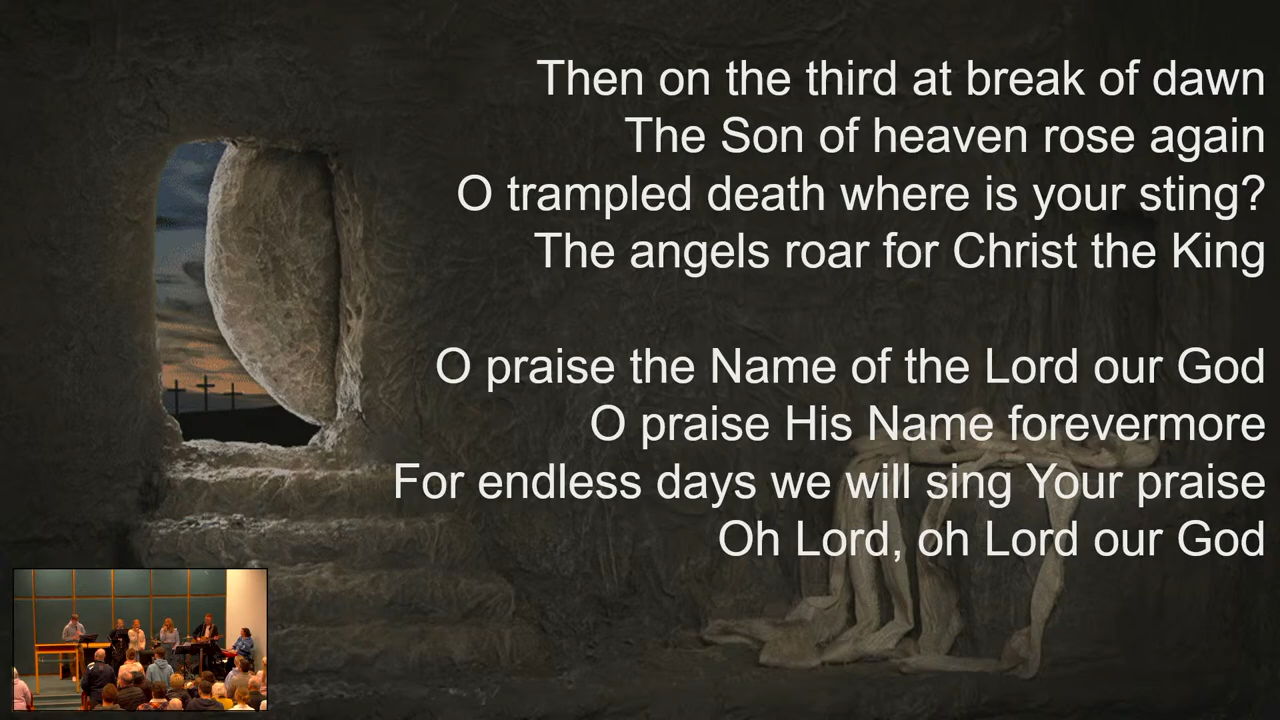 Then on the third at break of dawn
The Son of heaven rose again
O trampled death where is your sting?
The angels roar for Christ the King
O praise the Name of the Lord our God
O praise His Name forevermore
For endless days we will sing Your praise
Oh Lord, oh Lord our God